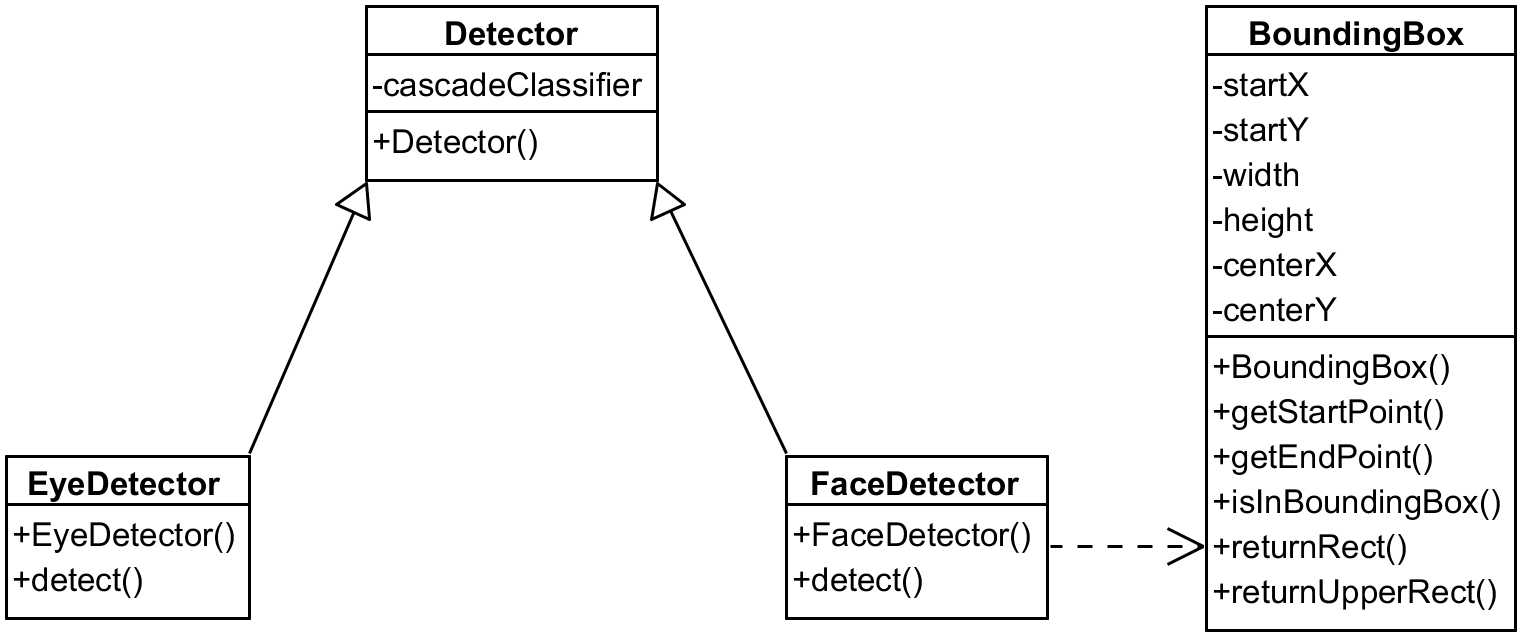 Detector
-cascadeClassifier
+Detector()
BoundingBox
-startX
-startY
-width
-height
-centerX
-centerY
+BoundingBox()
+getStartPoint()
+getEndPoint()
+isInBoundingBox()
+returnRect()
+returnUpperRect()
EyeDetector
+EyeDetector()
+detect()
FaceDetector
+FaceDetector()
+detect()